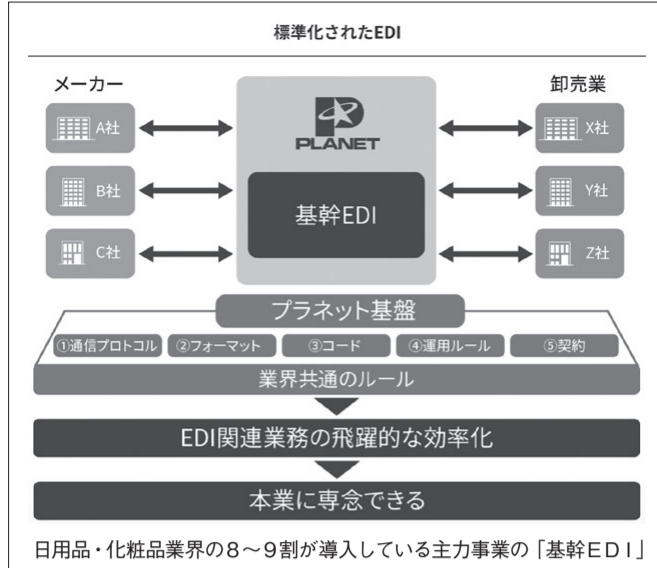 標準化されたEDI
メーカー
卸売業
A社
PLANET
X社
B社
基幹EDI
Y社
C社
Z社
プラネット基盤
①通信プロトコル ②フォーマット ③コード ④運用ルール ⑤契約
業界共通のルール
EDI関連業務の飛躍的な効率化
本業に専念できる
日用品・化粧品業界の8～9割が導入している主力事業の「基幹EDI」